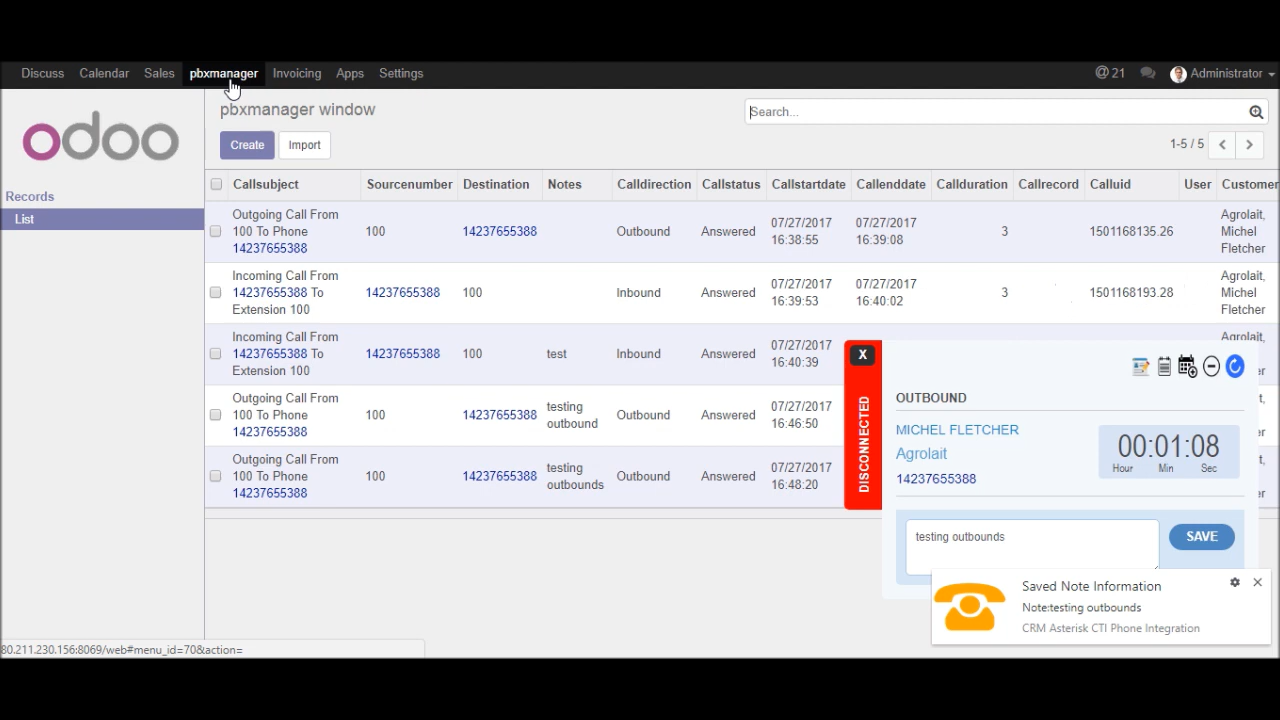 Discuss Calendar Sales pbxmanager Invoicing Apps Settings @ 21 Administrator
odoo
pbxmanager window
Search...
Create Import
1-5 / 5
Records
List
Callsubject Sourcenumber Destination Notes Calldirection Callstatus Callstartdate Callenddate Callduration Callrecord Calluid User Customer
Outgoing Call From 100 To Phone 14237655388 100 14237655388 Outbound Answered 07/27/2017 16:38:55 07/27/2017 16:39:08 3 1501168135.26 Agrolait, Michel Fletcher
Incoming Call From 14237655388 To Extension 100 14237655388 100 Inbound Answered 07/27/2017 16:39:53 07/27/2017 16:40:02 3 1501168193.28 Agrolait, Michel Fletcher
Incoming Call From 14237655388 To Extension 100 14237655388 100 test Inbound Answered 07/27/2017 16:40:39 Agrolait,
Outgoing Call From 100 To Phone 14237655388 100 14237655388 testing outbound Outbound Answered 07/27/2017 16:46:50
Outgoing Call From 100 To Phone 14237655388 100 14237655388 testing outbounds Outbound Answered 07/27/2017 16:48:20
X
DISCONNECTED
OUTBOUND
MICHEL FLETCHER
Agrolait
14237655388
00:01:08
Hour Min Sec
testing outbounds
SAVE
Saved Note Information
Note:testing outbounds
CRM Asterisk CTI Phone Integration
80.211.230.156:8069/web#menu_id=70&action=